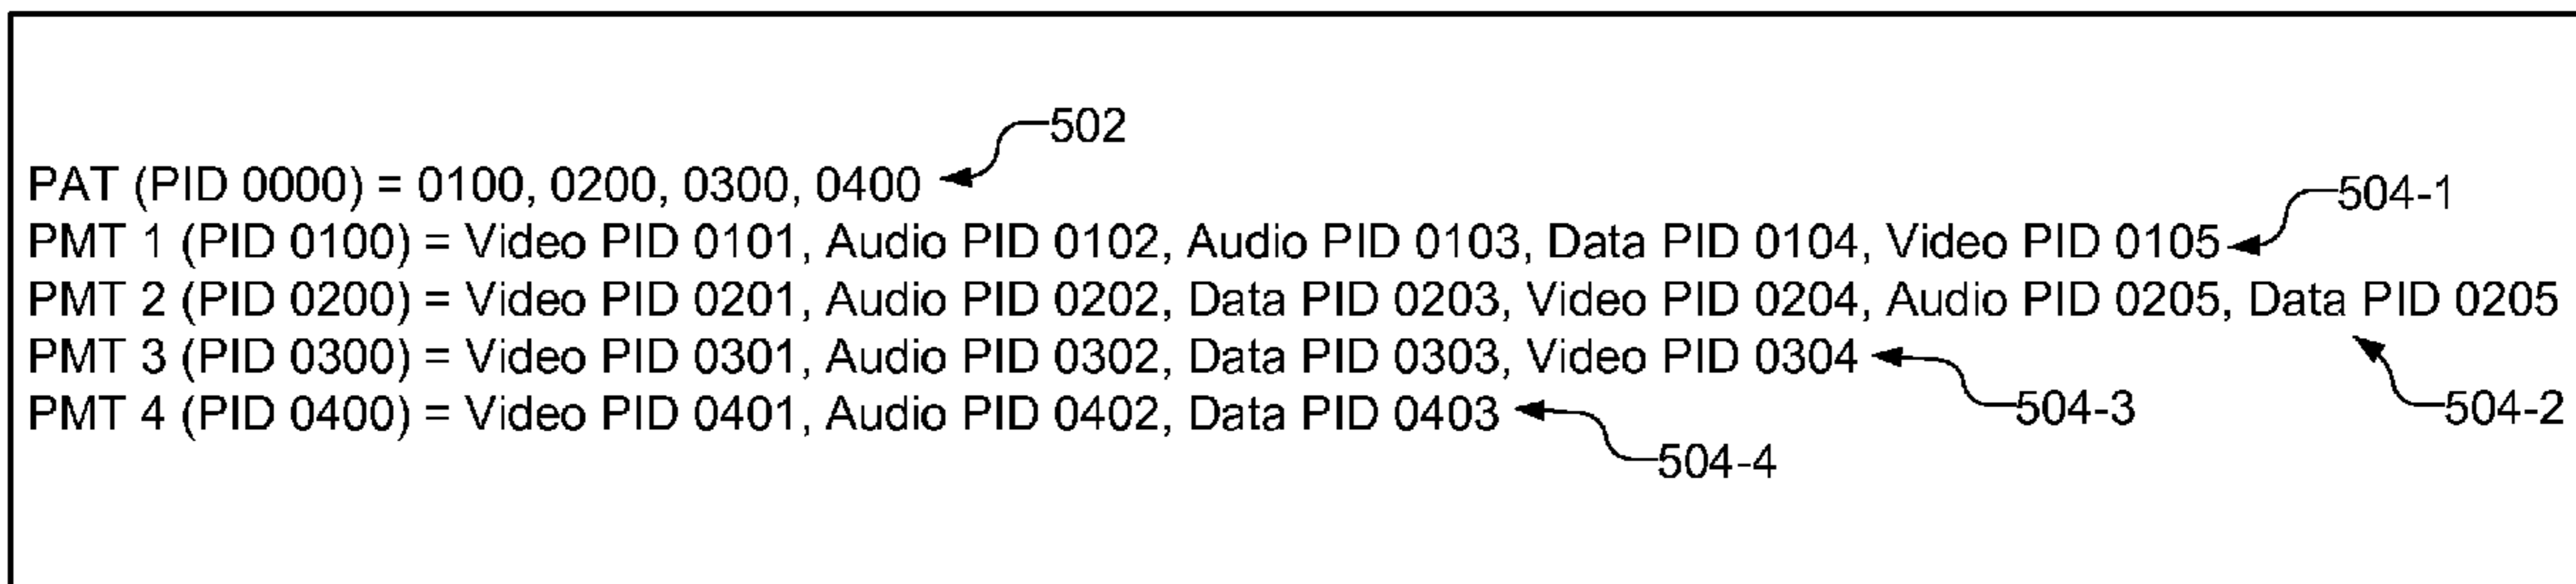 502
PAT (PID 0000) = 0100, 0200, 0300, 0400
504-1
PMT 1 (PID 0100) = Video PID 0101, Audio PID 0102, Audio PID 0103, Data PID 0104, Video PID 0105
PMT 2 (PID 0200) = Video PID 0201, Audio PID 0202, Data PID 0203, Video PID 0204, Audio PID 0205, Data PID 0205
PMT 3 (PID 0300) = Video PID 0301, Audio PID 0302, Data PID 0303, Video PID 0304
504-3
504-2
PMT 4 (PID 0400) = Video PID 0401, Audio PID 0402, Data PID 0403
504-4